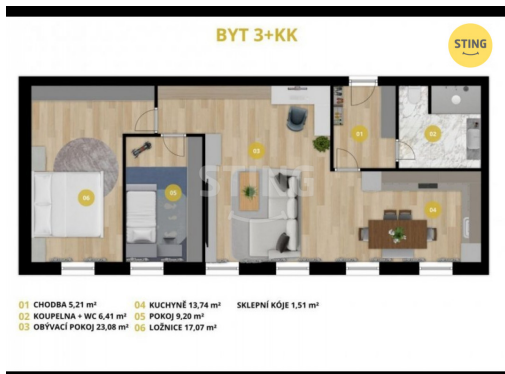 BYT 3+KK
STING
01
02
03
STING
06
05
04
01 CHODBA 5,21 m²
02 KOUPELNA + WC 6,41 m²
03 OBÝVACÍ POKOJ 23,08 m²
04 KUCHYNĚ 13,74 m²
05 POKOJ 9,20 m²
06 LOŽNICE 17,07 m²
SKLEPNÍ KÓJE 1,51 m²